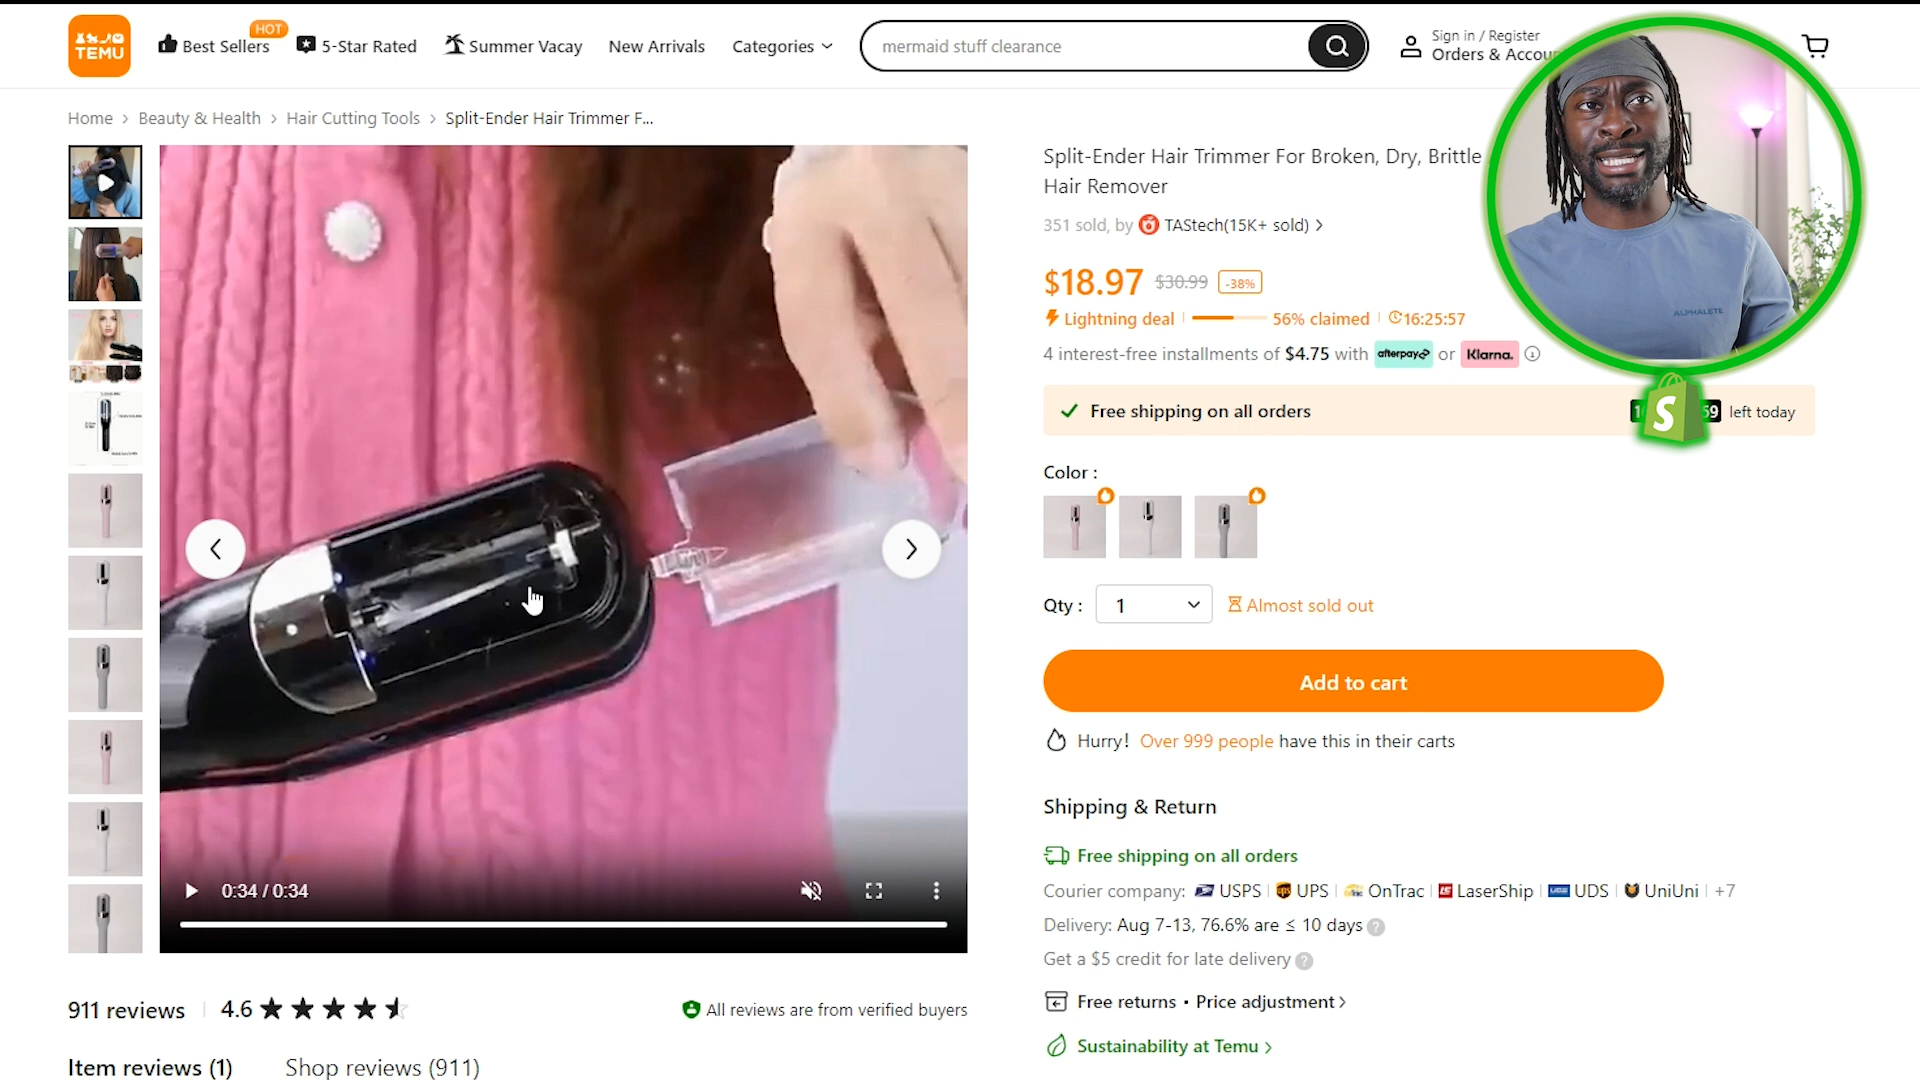 TEMU
Best Sellers
HOT
5-Star Rated
Summer Vacay
New Arrivals
Categories
mermaid stuff clearance
Sign in / Register
Orders & Accou
Home > Beauty & Health > Hair Cutting Tools > Split-Ender Hair Trimmer F...
Split-Ender Hair Trimmer For Broken, Dry, Brittle
Hair Remover
351 sold, by TAStech(15K+ sold) >
$18.97 $30.99 -38%
Lightning deal 56% claimed 16:25:57
4 interest-free installments of $4.75 with afterpay or Klarna.
ALPHALETE
Free shipping on all orders
59 left today
Color :
Qty : 1 Almost sold out
Add to cart
Hurry! Over 999 people have this in their carts
Shipping & Return
Free shipping on all orders
Courier company: USPS UPS OnTrac LaserShip UDS UniUni +7
Delivery: Aug 7-13, 76.6% are ≤ 10 days ?
Get a $5 credit for late delivery ?
Free returns • Price adjustment >
Sustainability at Temu >
0:34 / 0:34
911 reviews 4.6
All reviews are from verified buyers
Item reviews (1) Shop reviews (911)